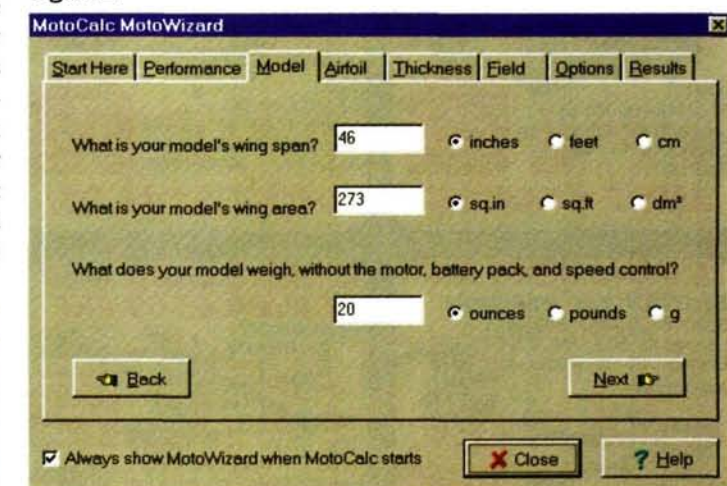 MotoCalc MotoWizard
Start Here Performance Model Airfoil Thickness Field Options Results
What is your model's wing span? 46 inches feet cm
What is your model's wing area? 273 sq.in sq.ft dm²
What does your model weigh, without the motor, battery pack, and speed control?
20 ounces pounds g
Back Next
Always show MotoWizard when MotoCalc starts Close ? Help